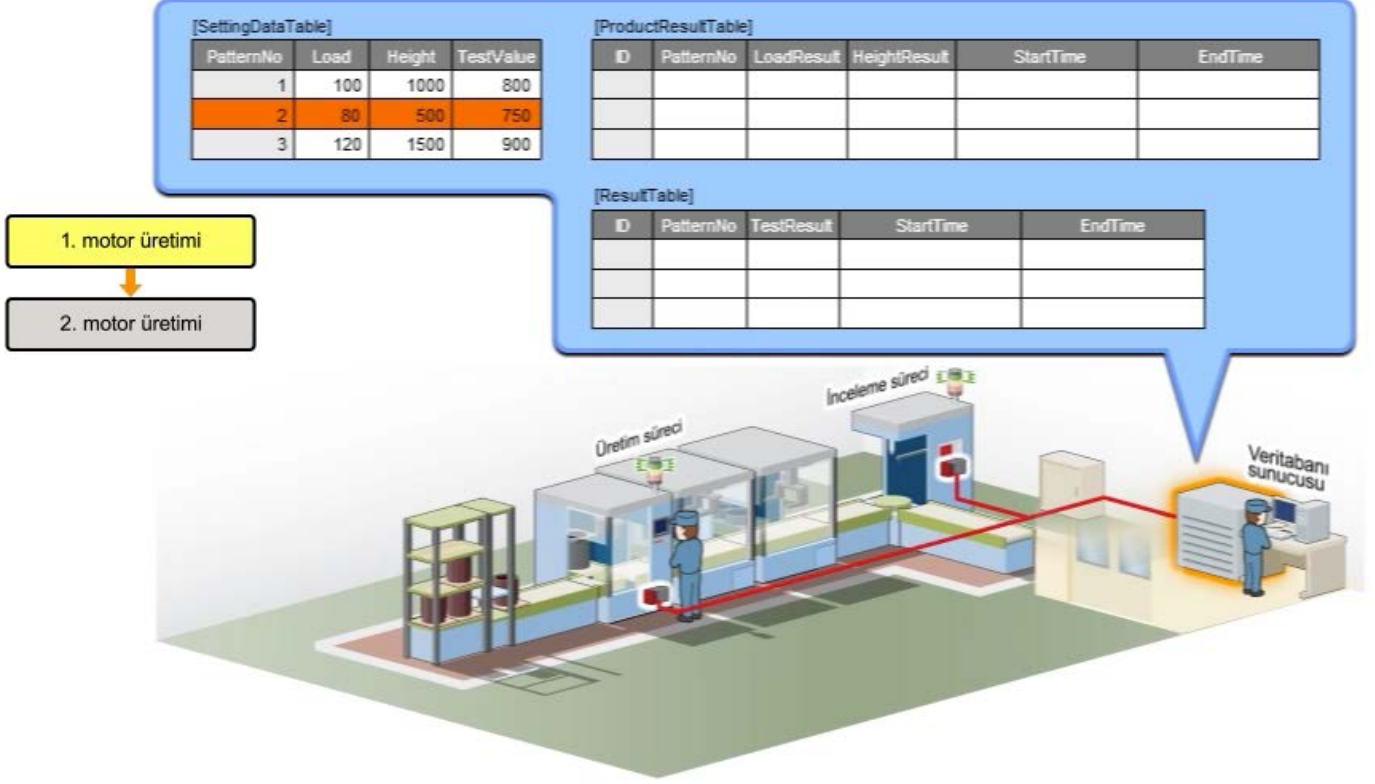 [SettingDataTable]
PatternNo Load Height TestValue
1 100 1000 800
2 80 500 750
3 120 1500 900
[ProductResultTable]
ID PatternNo LoadResult HeightResult StartTime EndTime
[ResultTable]
ID PatternNo TestResult StartTime EndTime
1. motor üretimi
2. motor üretimi
İnceleme süreci
Üretim süreci
Veritabanı
sunucusu